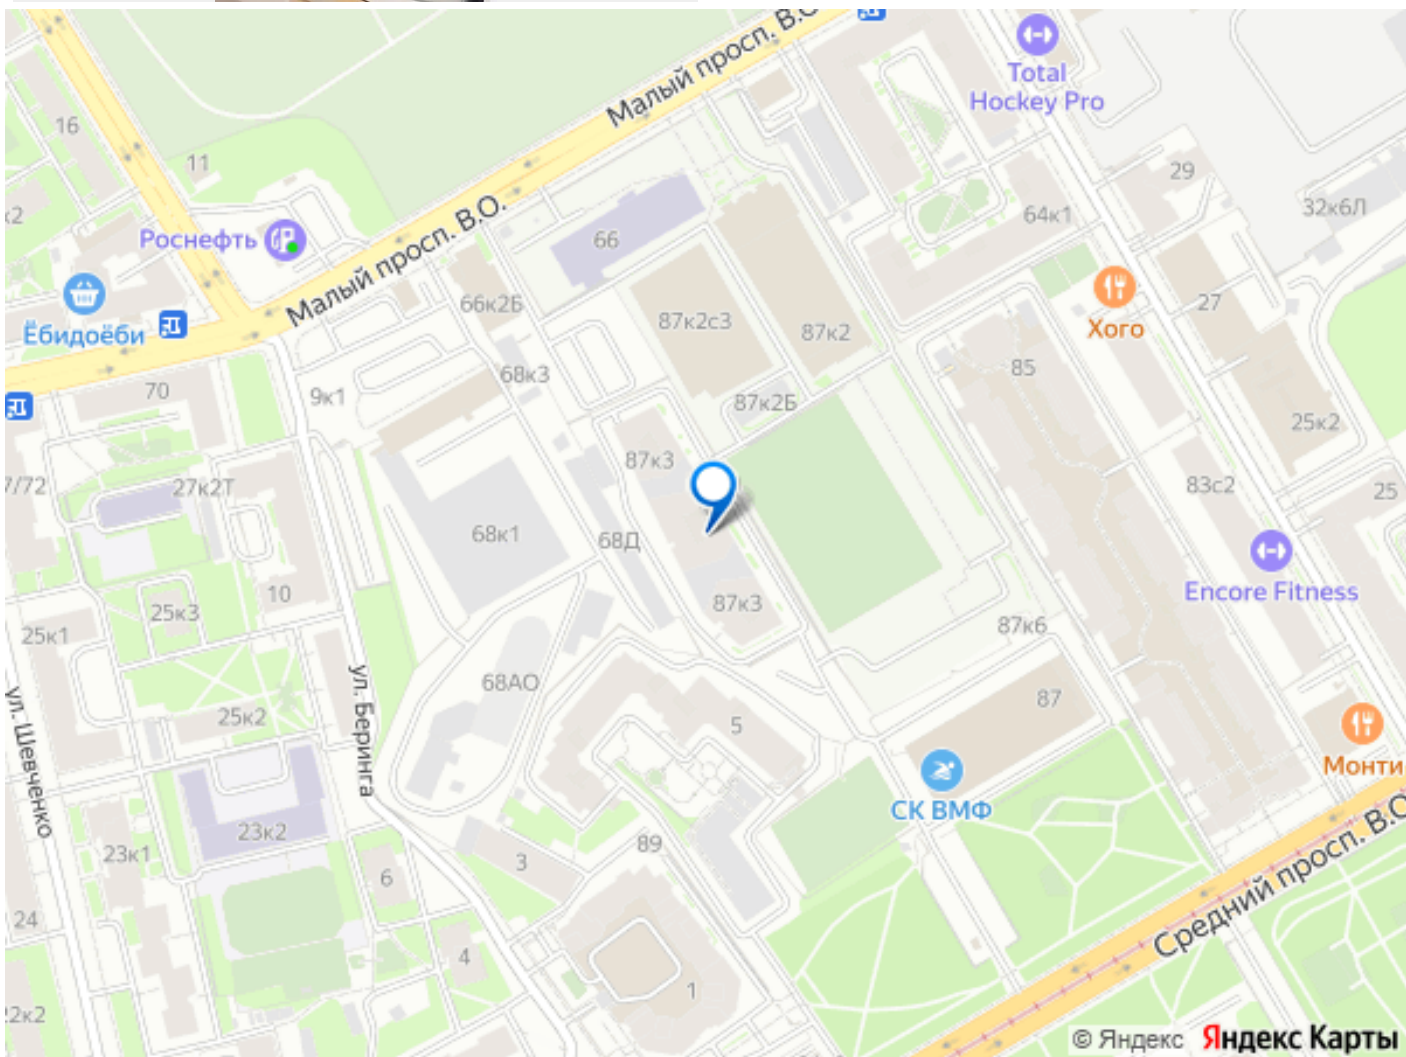 Малый просп. В.О.
Total
Hockey Pro
16
11
29
к2
32к6Л
64к1
Роснефть
66
Малый просп. В.О.
66к2Б
27
Ёбидоёби
87к2с3
87к2
Хого
68к3
85
70
9к1
87к2Б
25к2
87к3
7/72
27к2Т
83с2
25
68к1
68Д
Encore Fitness
10
87к3
25к3
25к1
87к6
68АО
ул. Беринга
ул. Шевченко
25к2
5
87
Монти
СК ВМФ
23к2
23к1
89
3
6
Средний просп. В.О
24
4
1
22к2
© Яндекс Яндекс Карты